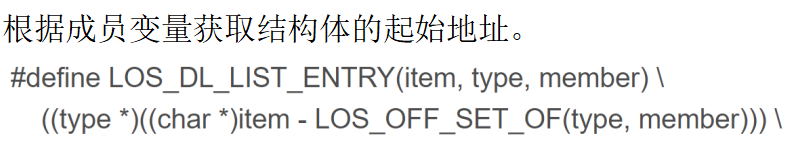 根据成员变量获取结构体的起始地址。
#define LOS_DL_LIST_ENTRY(item, type, member) \
((type *)((char *)item - LOS_OFF_SET_OF(type, member))) \